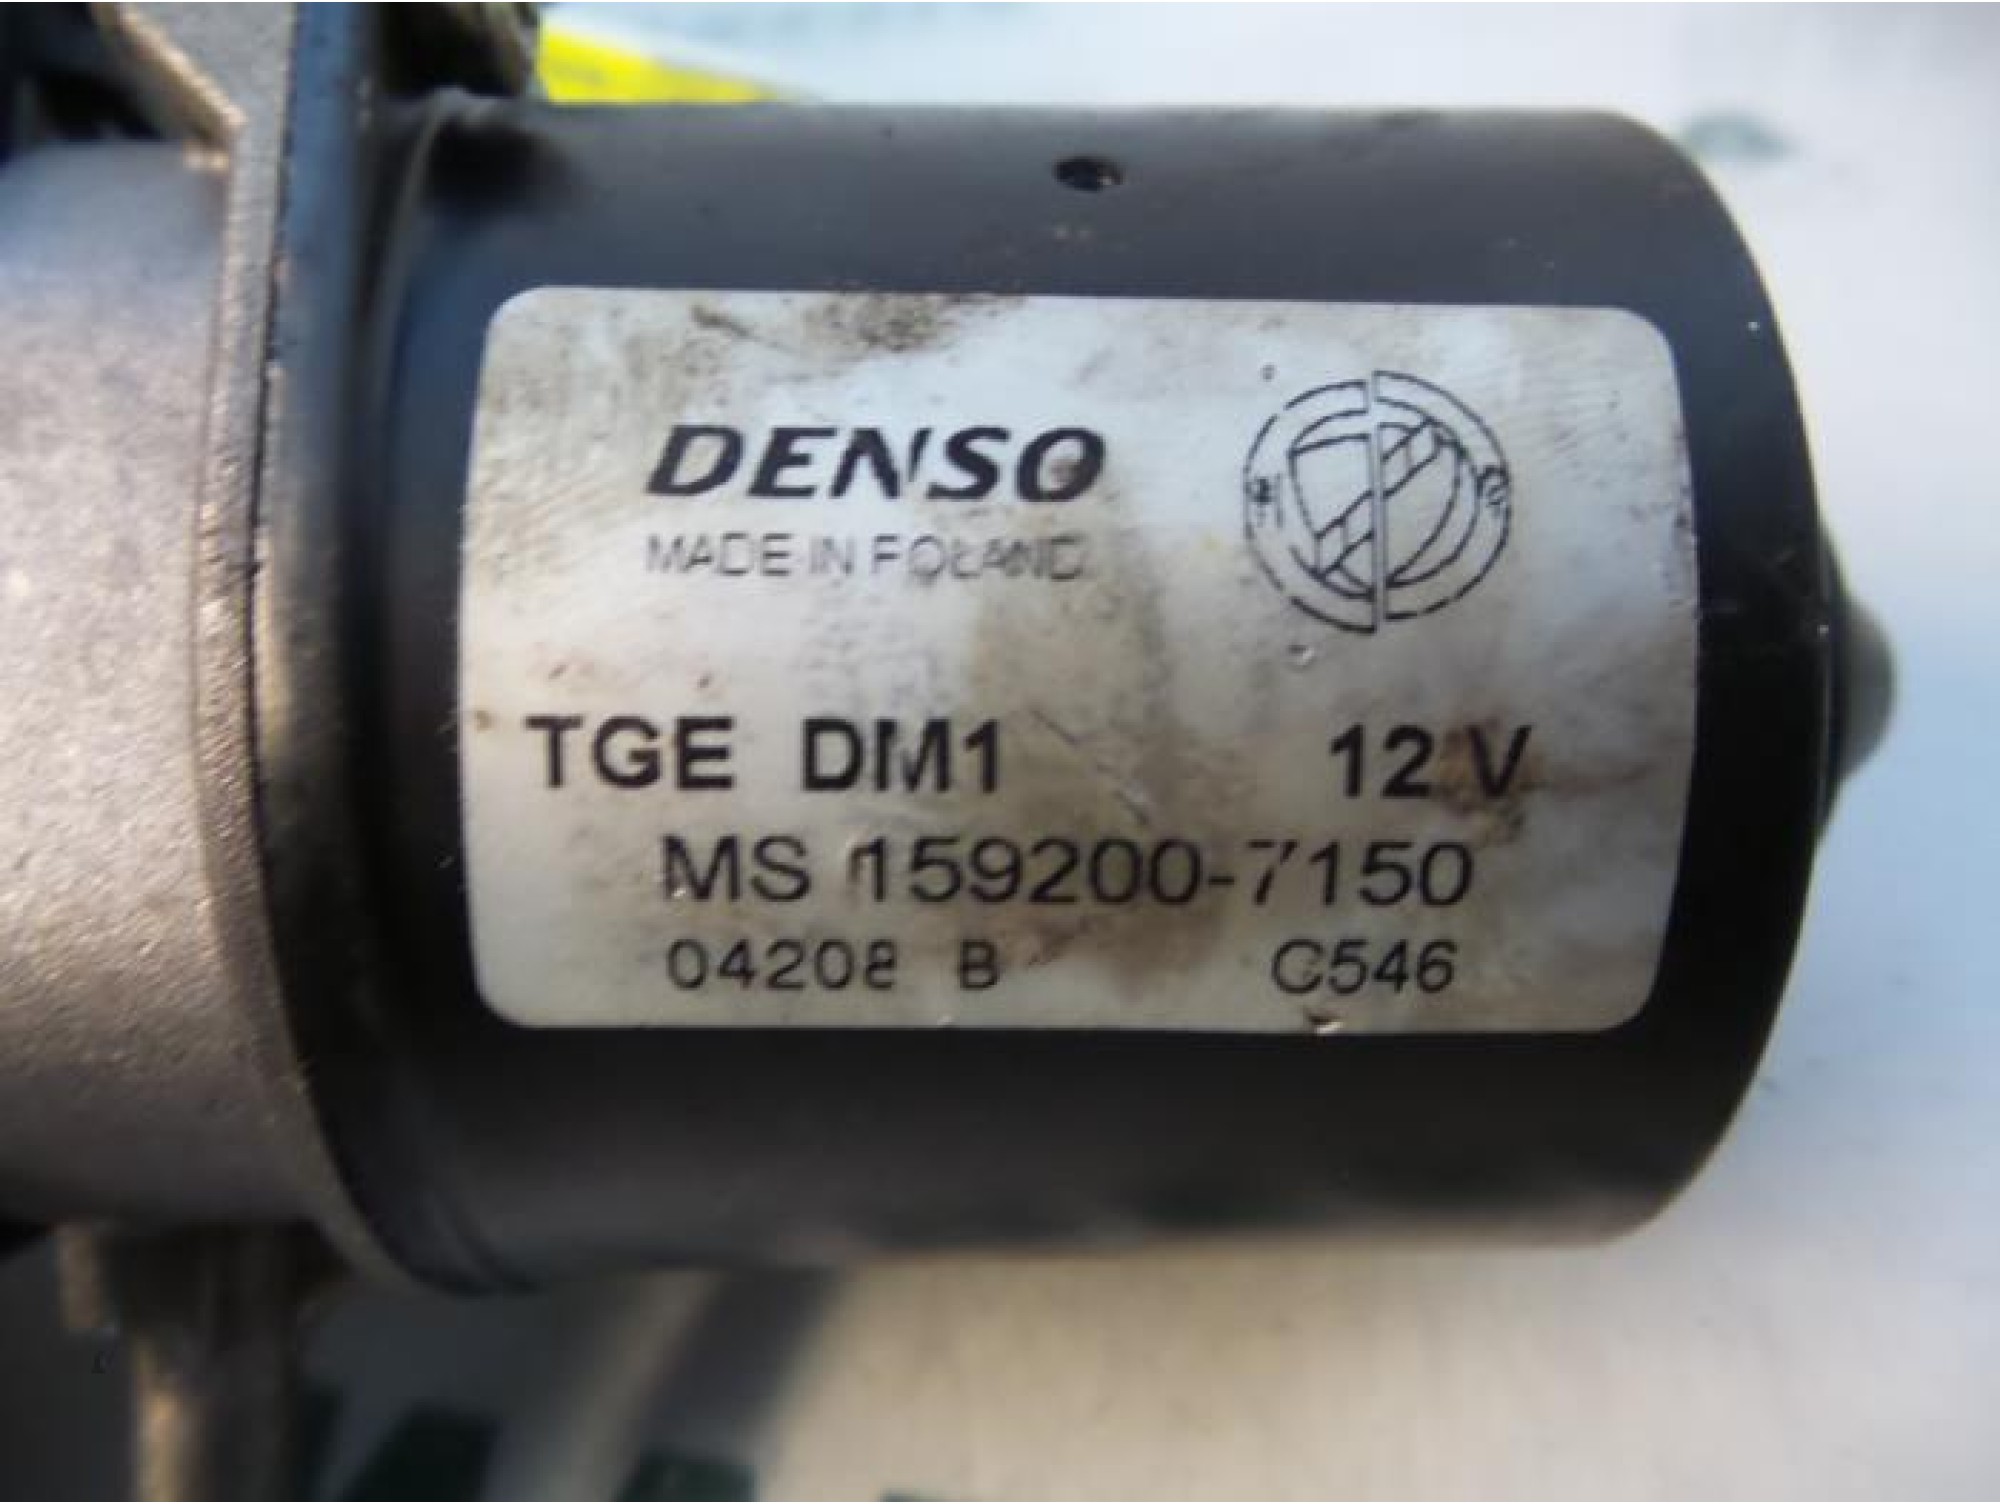 DENSO
MADE IN POLAND
TGE DM1 12 V
MS 159200-7150
04208 B C546